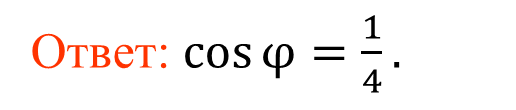 Ответ: cos φ = 1/4.